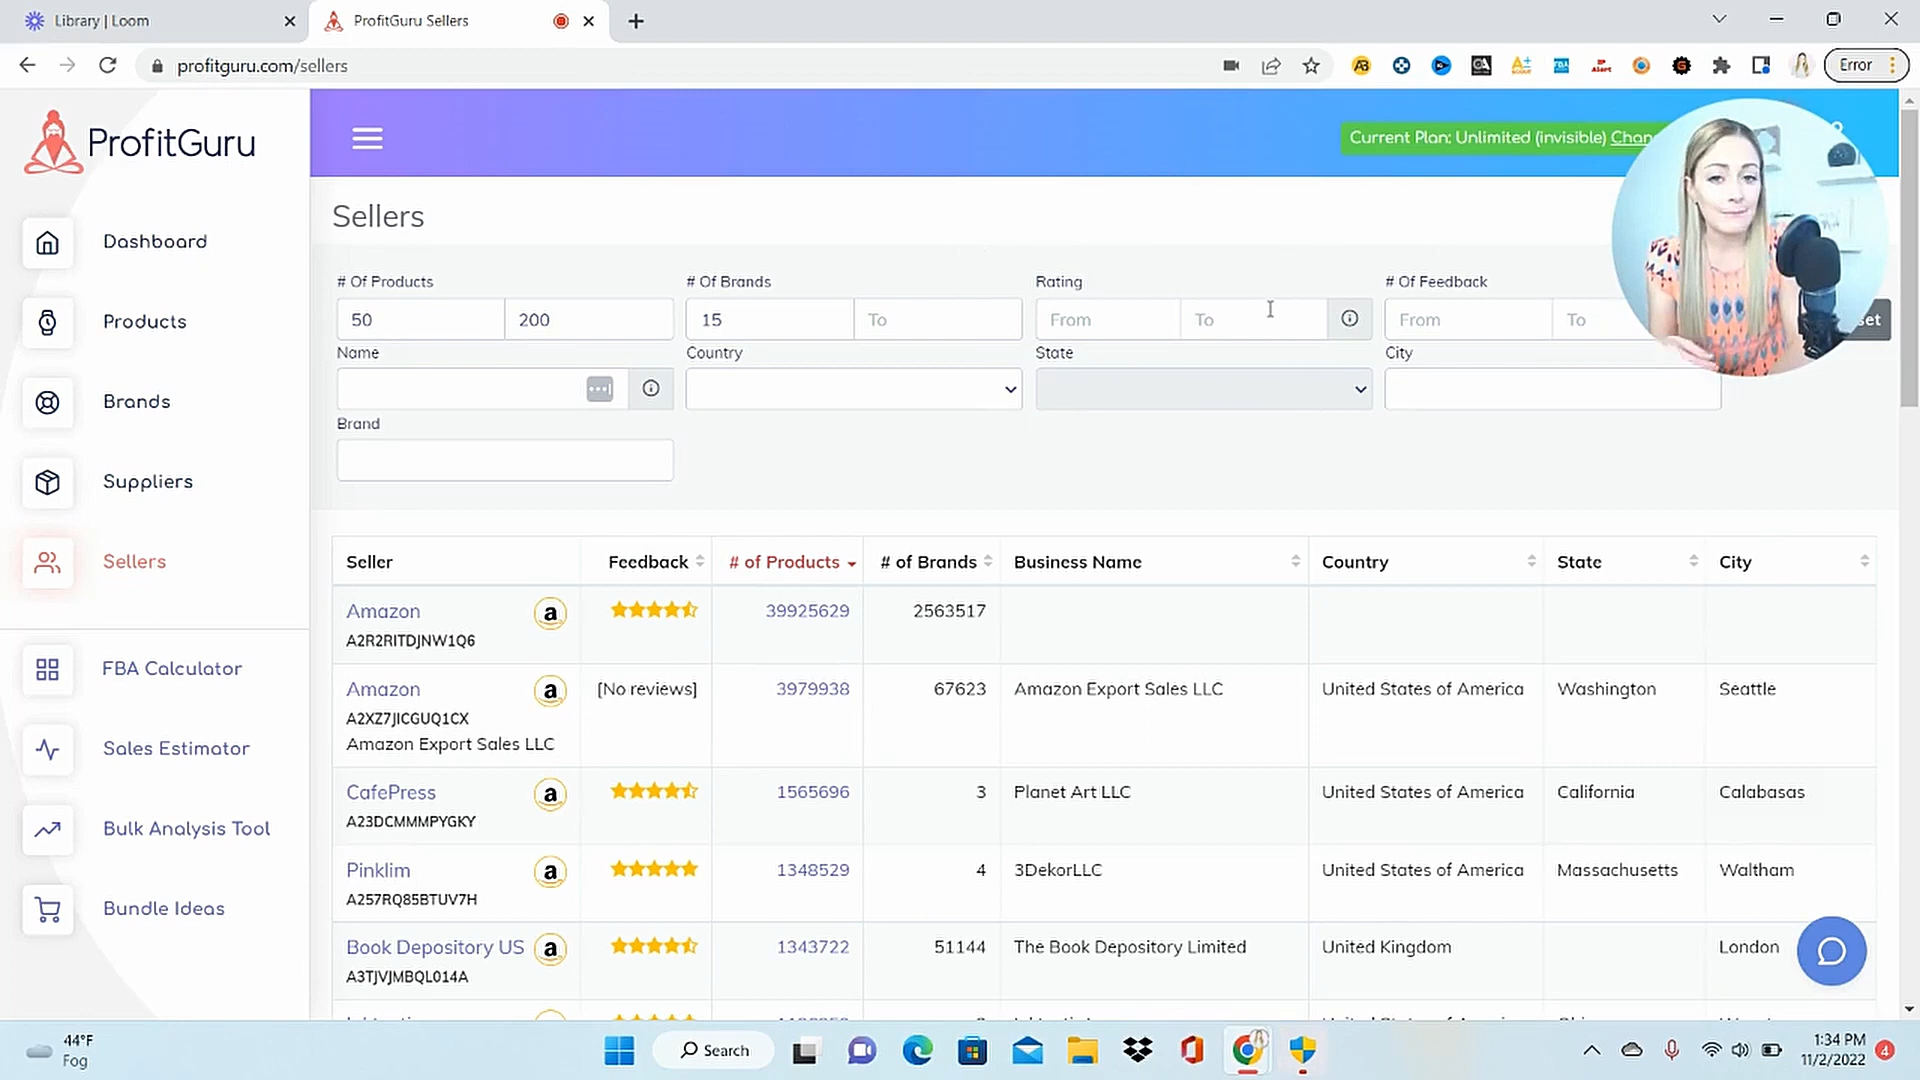 Library | Loom
ProfitGuru Sellers
profitguru.com/sellers
Error
ProfitGuru
Current Plan: Unlimited (invisible)
Sellers
Dashboard
Products
Brands
Suppliers
Sellers
FBA Calculator
Sales Estimator
Bulk Analysis Tool
Bundle Ideas
# Of Products # Of Brands Rating # Of Feedback
50 200 15 To From To From To
Name Country State City
Brand
Seller Feedback # of Products # of Brands Business Name Country State City
Amazon a 39925629 2563517
A2R2RITDJNW1Q6
Amazon a [No reviews] 3979938 67623 Amazon Export Sales LLC United States of America Washington Seattle
A2XZ7JICGUQ1CX
Amazon Export Sales LLC
CafePress a 1565696 3 Planet Art LLC United States of America California Calabasas
A23DCMMMPYGKY
Pinklim a 1348529 4 3DekorLLC United States of America Massachusetts Waltham
A257RQ85BTUV7H
Book Depository US a 1343722 51144 The Book Depository Limited United Kingdom London
A3TJVJMBQL014A
44°F
Fog
Search
1:34 PM
11/2/2022
4